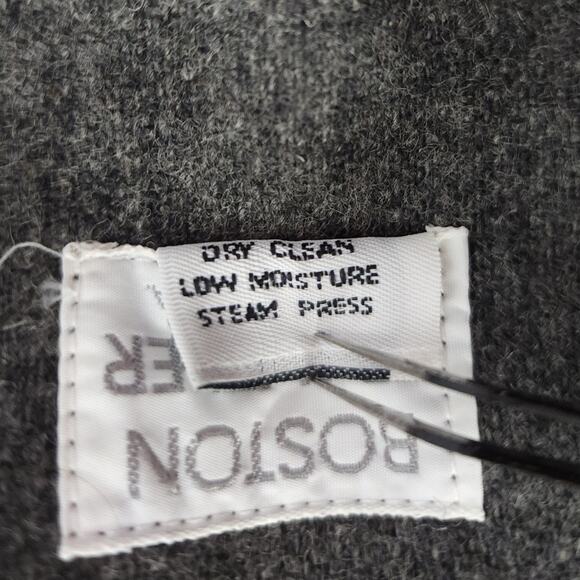 DRY CLEAN
LOW MOISTURE
STEAM PRESS
BOSTON